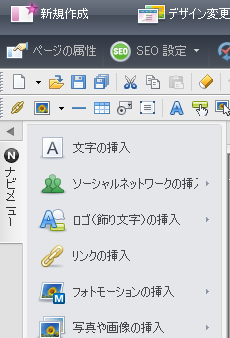 新規作成
デザイン変更
ページの属性
SEO
SEO 設定
A
N
ナビメニュー
A
文字の挿入
ソーシャルネットワークの挿
ロゴ(飾り文字)の挿入
リンクの挿入
M
フォトモーションの挿入
写真や画像の挿入